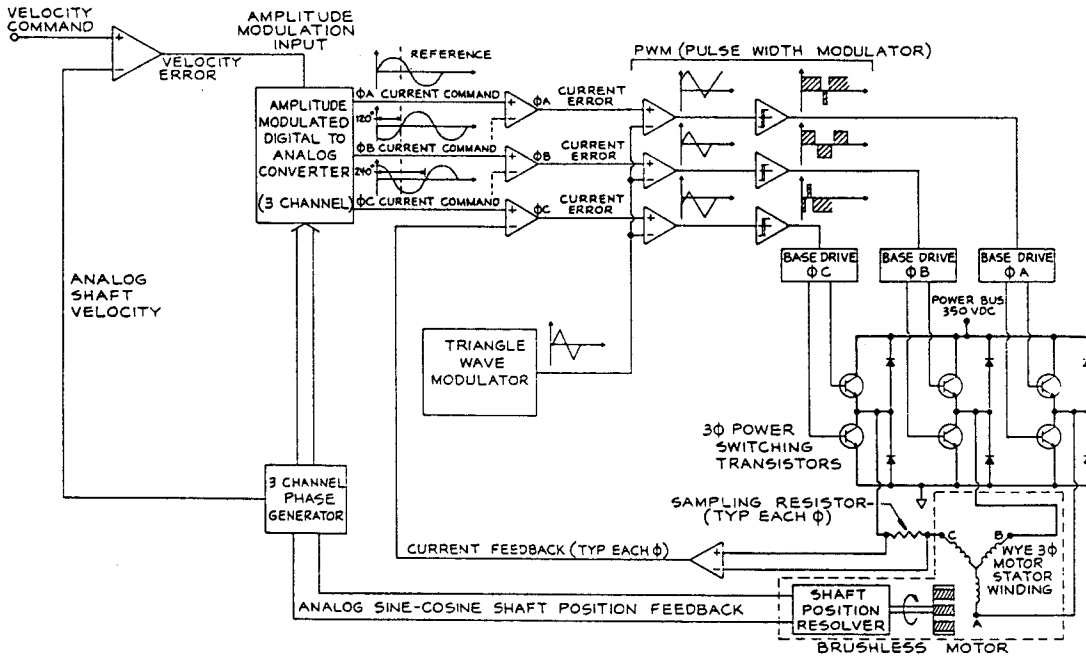 VELOCITY
COMMAND
+
−
VELOCITY
ERROR
AMPLITUDE
MODULATION
INPUT
AMPLITUDE
MODULATED
DIGITAL TO
ANALOG
CONVERTER
(3 CHANNEL)
REFERENCE
ΦA CURRENT COMMAND
120°
ΦB CURRENT COMMAND
240°
ΦC CURRENT COMMAND
+
−
ΦA
CURRENT
ERROR
+
−
ΦB
CURRENT
ERROR
+
−
ΦC
CURRENT
ERROR
PWM (PULSE WIDTH MODULATOR)
+
−
+
−
+
−
BASE DRIVE
ΦC
BASE DRIVE
ΦB
BASE DRIVE
ΦA
POWER BUS
350 VDC
ANALOG
SHAFT
VELOCITY
TRIANGLE
WAVE
MODULATOR
3Φ POWER
SWITCHING
TRANSISTORS
3 CHANNEL
PHASE
GENERATOR
SAMPLING RESISTOR
(TYP EACH Φ)
CURRENT FEEDBACK (TYP EACH Φ)
+
−
C
B
WYE 3Φ
MOTOR
STATOR
WINDING
A
ANALOG SINE-COSINE SHAFT POSITION FEEDBACK
SHAFT
POSITION
RESOLVER
BRUSHLESS MOTOR